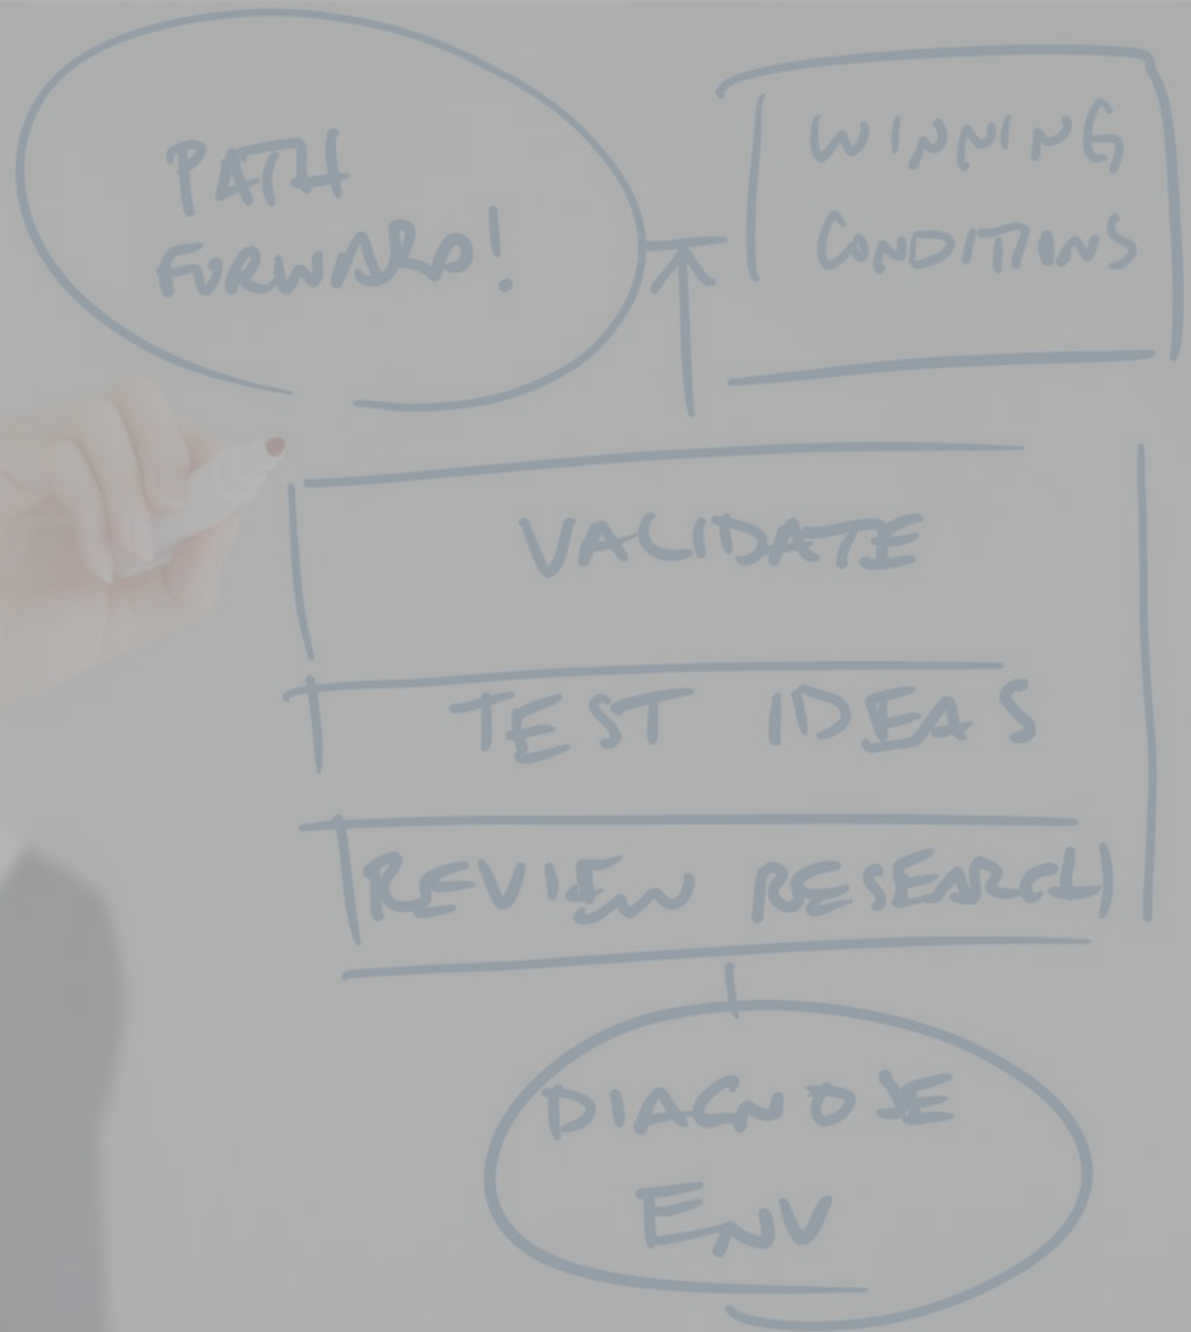 PATH
FORWARD!
WINNING
CONDITIONS
VALIDATE
TEST IDEAS
REVIEW RESEARCH
DIAGNOSE
ENV